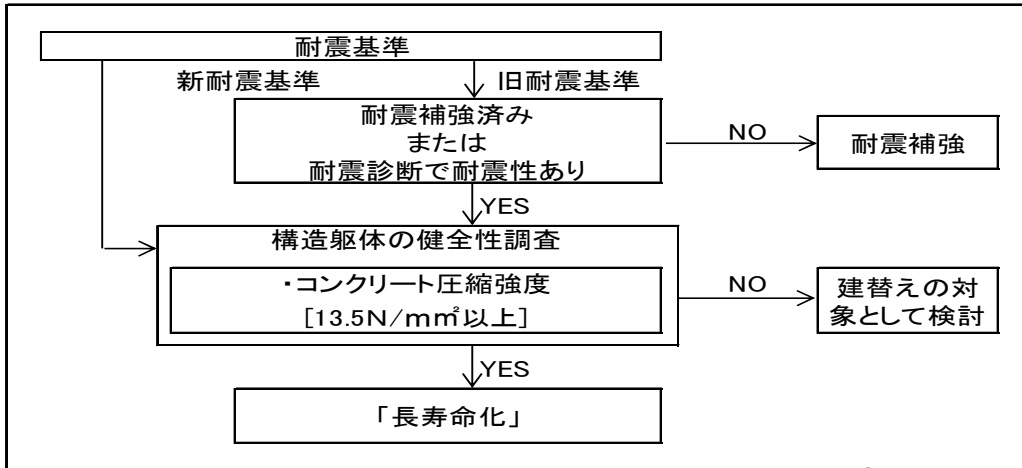 耐震基準
新耐震基準
旧耐震基準
耐震補強済み
または
耐震診断で耐震性あり
NO
耐震補強
YES
構造躯体の健全性調査
・コンクリート圧縮強度
[13.5N/mm²以上]
NO
建替えの対
象として検討
YES
「長寿命化」